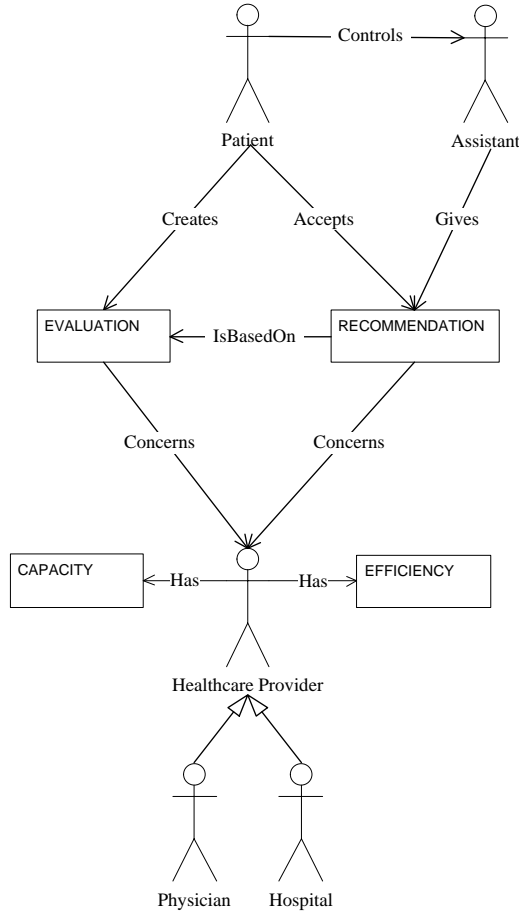 Controls
Patient
Assistant
Creates
Accepts
Gives
EVALUATION
IsBasedOn
RECOMMENDATION
Concerns
Concerns
CAPACITY
Has
Has
EFFICIENCY
Healthcare Provider
Physician
Hospital